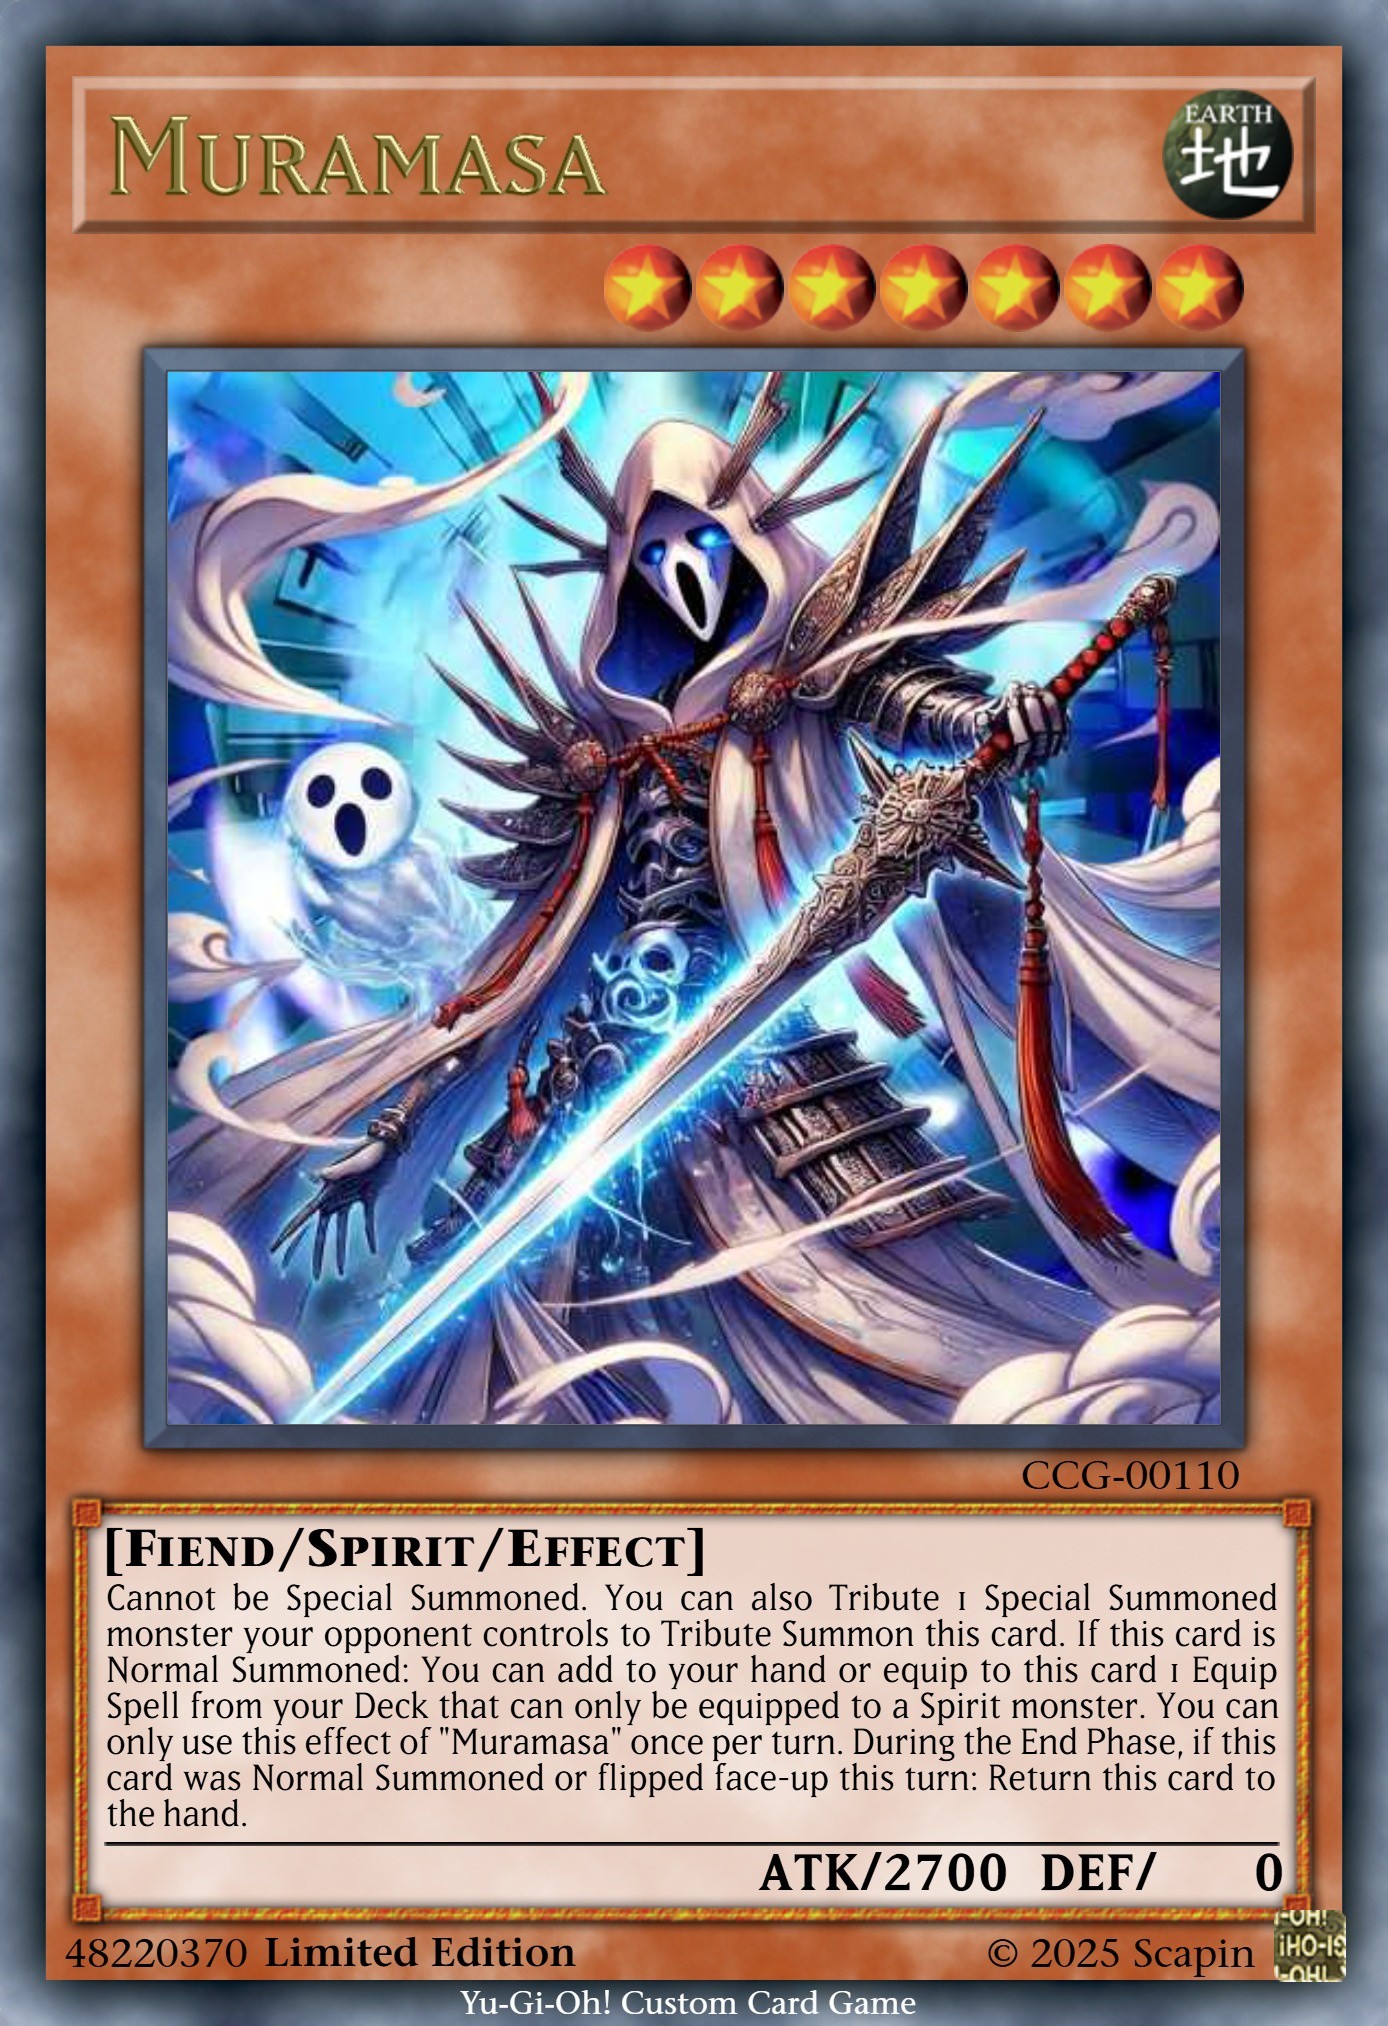 Muramasa
EARTH
地
CCG-00110
[Fiend/Spirit/Effect]
Cannot be Special Summoned. You can also Tribute 1 Special Summoned
monster your opponent controls to Tribute Summon this card. If this card is
Normal Summoned: You can add to your hand or equip to this card 1 Equip
Spell from your Deck that can only be equipped to a Spirit monster. You can
only use this effect of "Muramasa" once per turn. During the End Phase, if this
card was Normal Summoned or flipped face-up this turn: Return this card to
the hand.
ATK/2700 DEF/ 0
48220370 Limited Edition
© 2025 Scapin
Yu-Gi-Oh! Custom Card Game